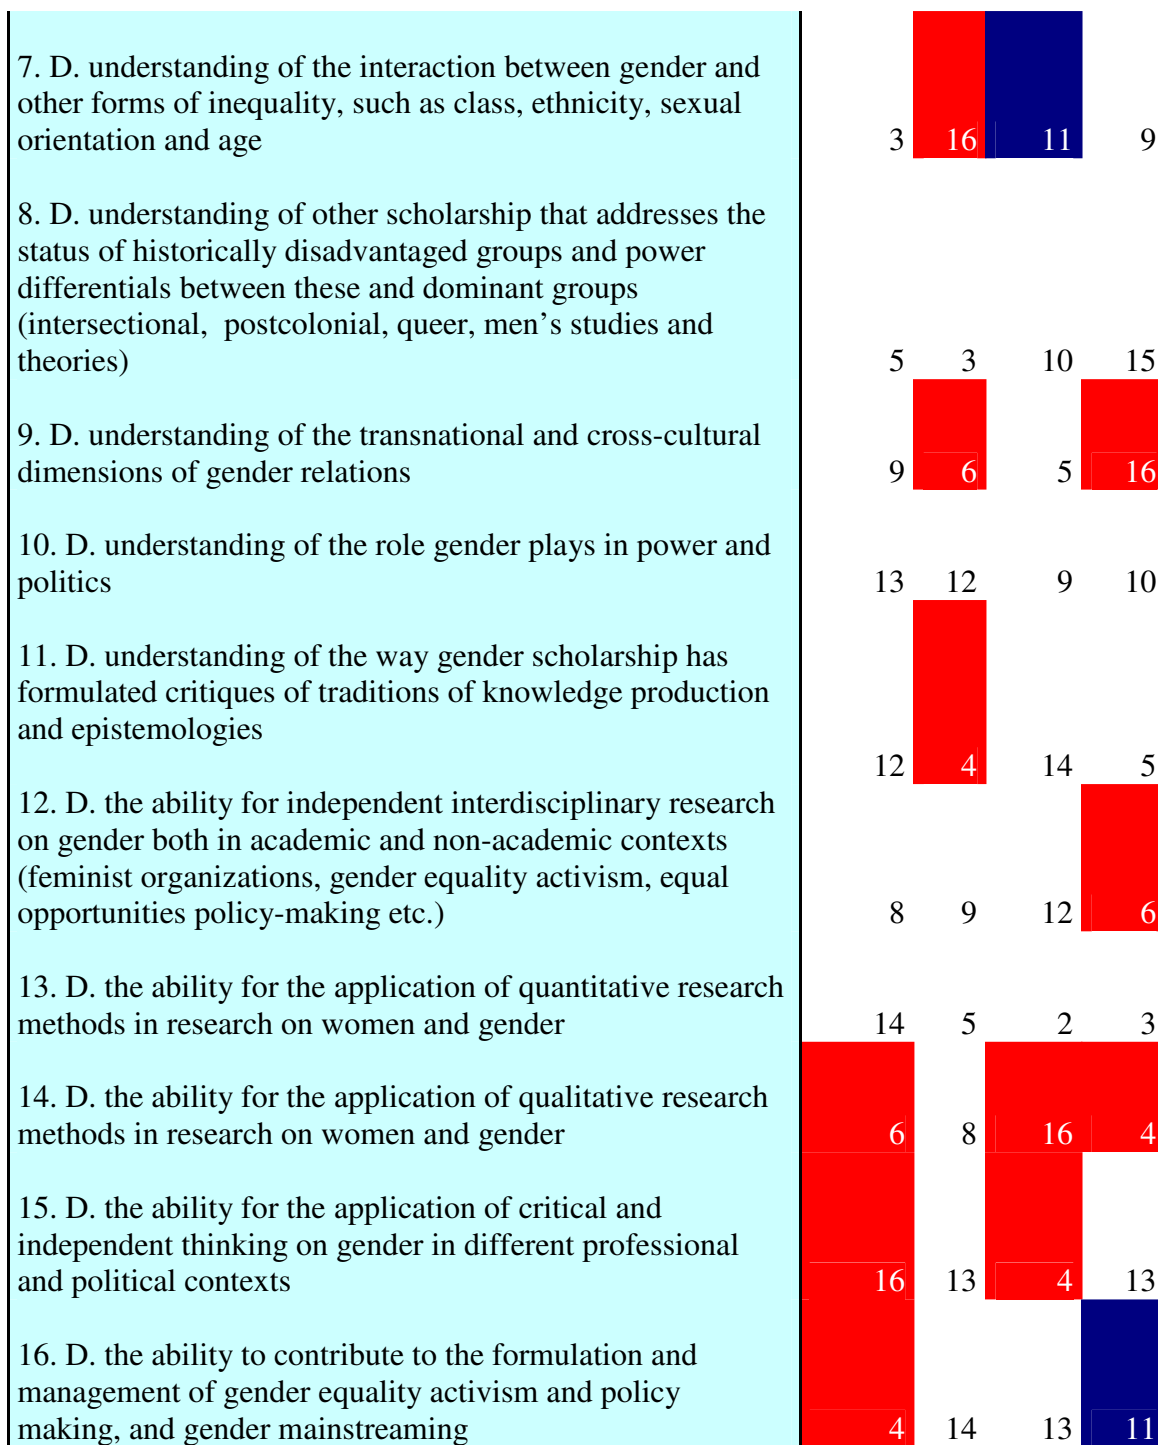 7. D. understanding of the interaction between gender and
other forms of inequality, such as class, ethnicity, sexual
orientation and age 3 16 11 9
8. D. understanding of other scholarship that addresses the
status of historically disadvantaged groups and power
differentials between these and dominant groups
(intersectional, postcolonial, queer, men’s studies and
theories) 5 3 10 15
9. D. understanding of the transnational and cross-cultural
dimensions of gender relations 9 6 5 16
10. D. understanding of the role gender plays in power and
politics 13 12 9 10
11. D. understanding of the way gender scholarship has
formulated critiques of traditions of knowledge production
and epistemologies
12 4 14 5
12. D. the ability for independent interdisciplinary research
on gender both in academic and non-academic contexts
(feminist organizations, gender equality activism, equal
opportunities policy-making etc.) 8 9 12 6
13. D. the ability for the application of quantitative research
methods in research on women and gender 14 5 2 3
14. D. the ability for the application of qualitative research
methods in research on women and gender 6 8 16 4
15. D. the ability for the application of critical and
independent thinking on gender in different professional
and political contexts 16 13 4 13
16. D. the ability to contribute to the formulation and
management of gender equality activism and policy
making, and gender mainstreaming 4 14 13 11